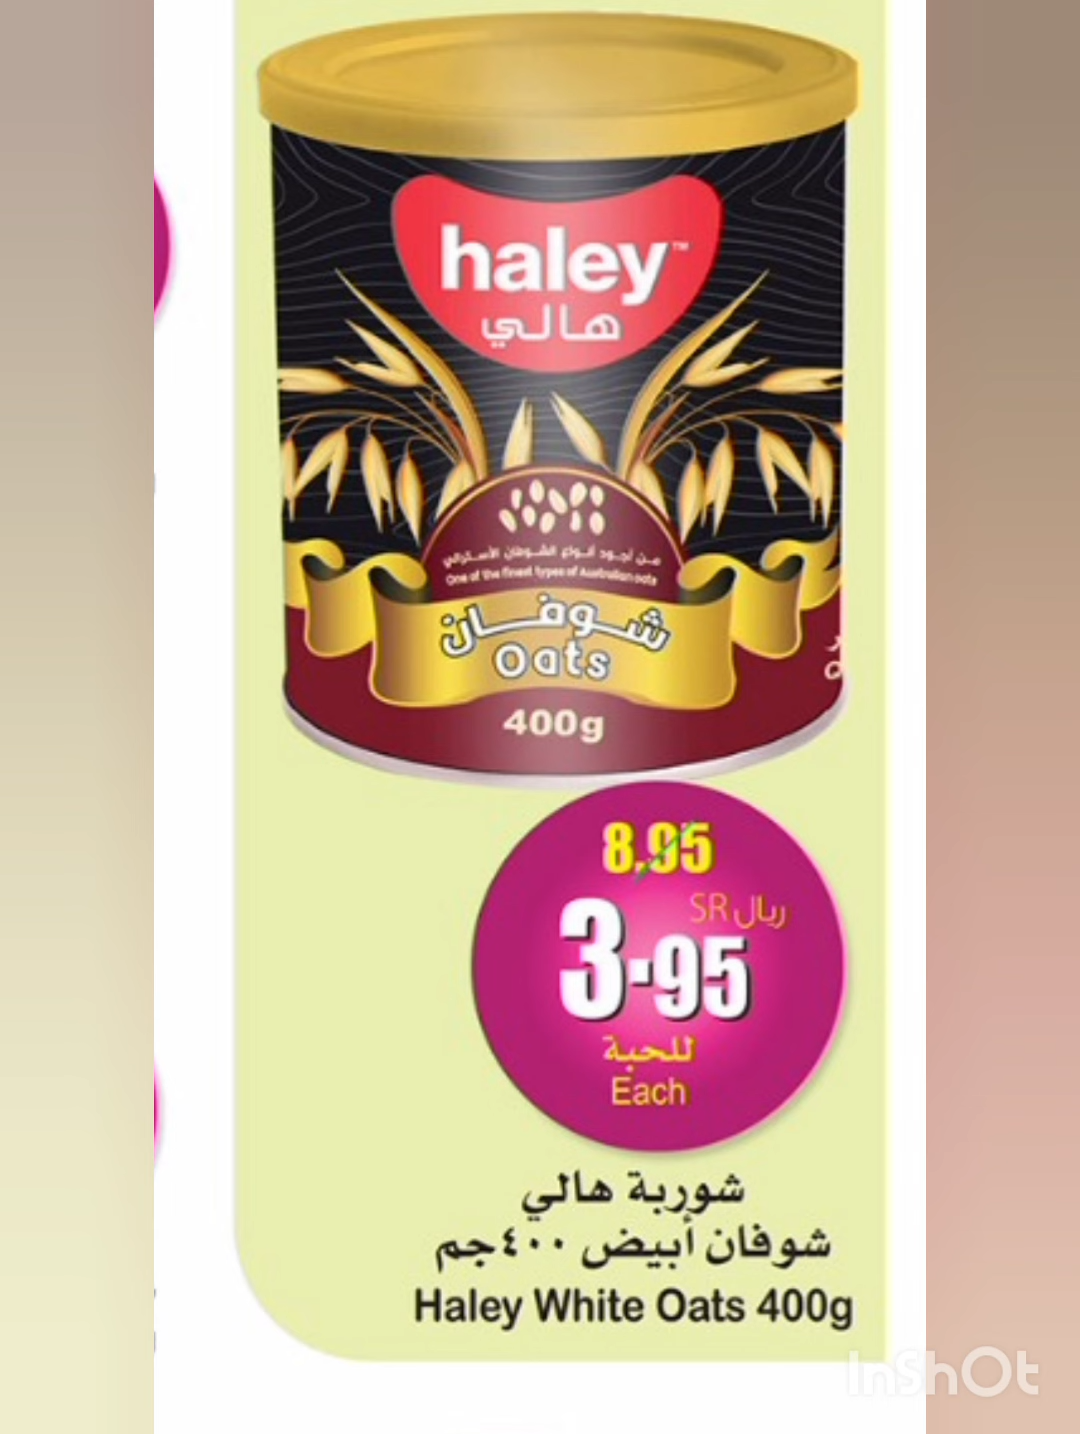 haley™
هالي
من أجود أنواع الشوفان الأسترالي
One of the finest types of Australian oats
شوفان
Oats
400g
8.95
ريال SR
3.95
للحبة
Each
شوربة هالي
شوفان أبيض ٤٠٠جم
Haley White Oats 400g
InShOt